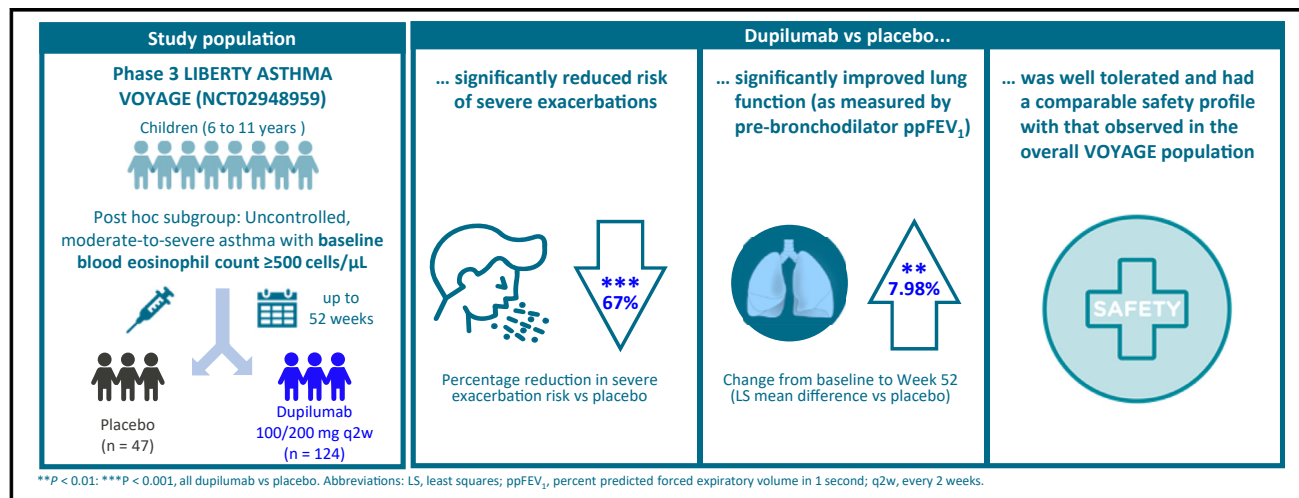 Study population
Phase 3 LIBERTY ASTHMA
VOYAGE (NCT02948959)
Children (6 to 11 years )
Post hoc subgroup: Uncontrolled,
moderate-to-severe asthma with baseline
blood eosinophil count ≥500 cells/µL
up to
52 weeks
Placebo
(n = 47)
Dupilumab
100/200 mg q2w
(n = 124)
Dupilumab vs placebo...
... significantly reduced risk
of severe exacerbations
***
67%
Percentage reduction in severe
exacerbation risk vs placebo
... significantly improved lung
function (as measured by
pre-bronchodilator ppFEV₁)
**
7.98%
Change from baseline to Week 52
(LS mean difference vs placebo)
... was well tolerated and had
a comparable safety profile
with that observed in the
overall VOYAGE population
SAFETY
**P < 0.01: ***P < 0.001, all dupilumab vs placebo. Abbreviations: LS, least squares; ppFEV₁, percent predicted forced expiratory volume in 1 second; q2w, every 2 weeks.